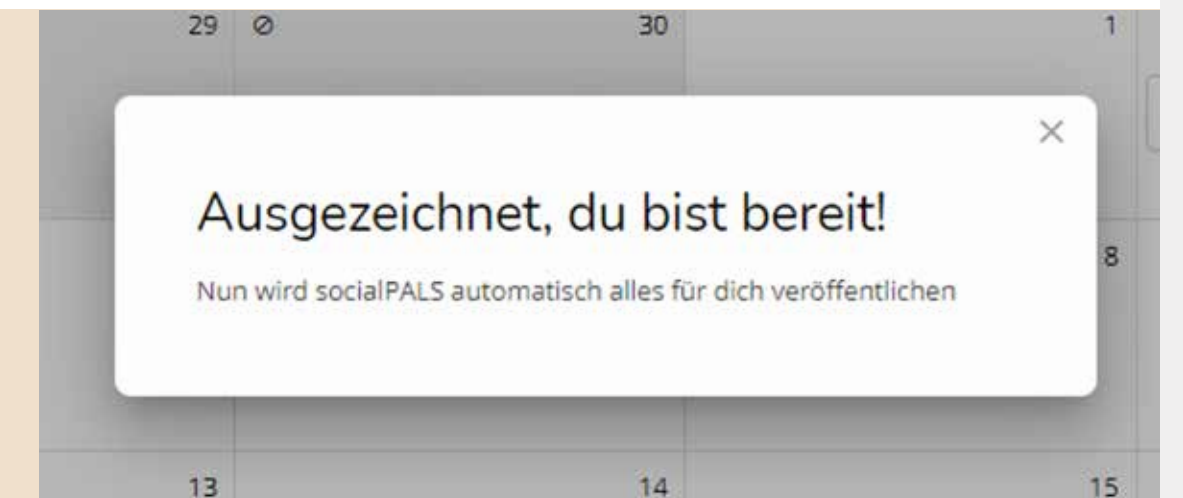 29 ⊘ 30 1
Ausgezeichnet, du bist bereit!
8
Nun wird socialPALS automatisch alles für dich veröffentlichen
13 14 15